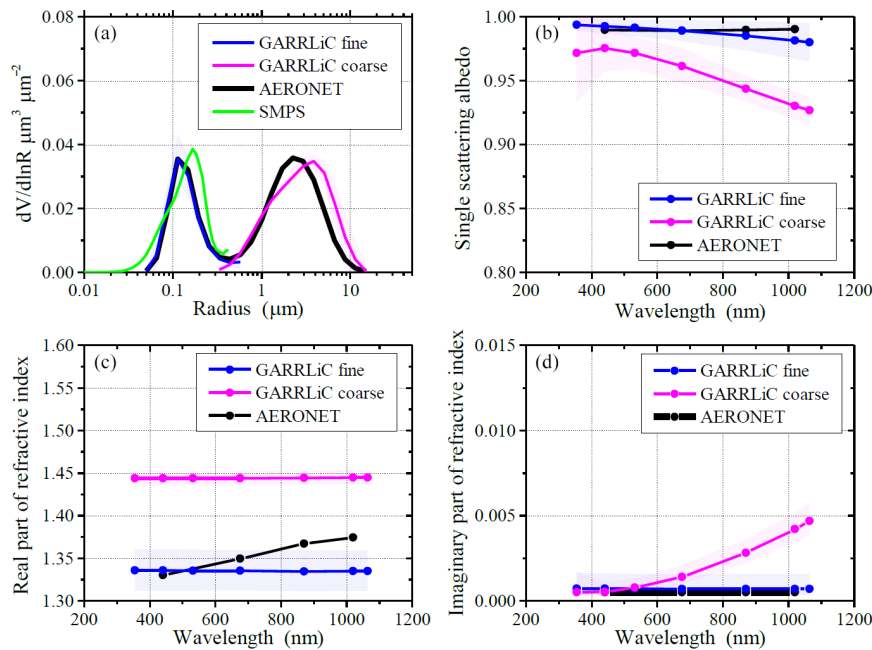 (a)
GARRLiC fine
GARRLiC coarse
AERONET
SMPS
0.08
0.06
0.04
0.02
0.00
dV/dlnR μm³ μm⁻²
0.01 0.1 1 10
Radius (μm)
(b)
GARRLiC fine
GARRLiC coarse
AERONET
1.00
0.95
0.90
0.85
0.80
Single scattering albedo
200 400 600 800 1000 1200
Wavelength (nm)
(c)
GARRLiC fine
GARRLiC coarse
AERONET
1.60
1.55
1.50
1.45
1.40
1.35
1.30
Real part of refractive index
200 400 600 800 1000 1200
Wavelength (nm)
(d)
GARRLiC fine
GARRLiC coarse
AERONET
0.015
0.010
0.005
0.000
Imaginary part of refractive index
200 400 600 800 1000 1200
Wavelength (nm)